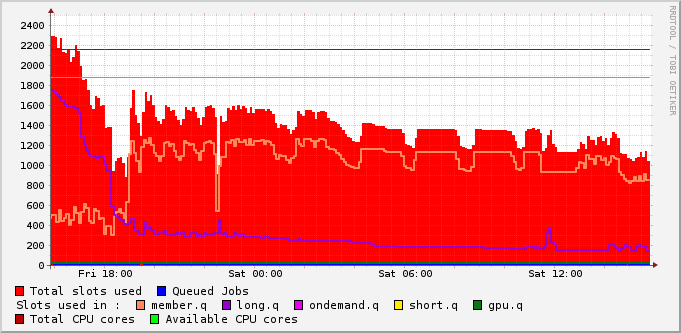 2400
2200
2000
1800
1600
1400
1200
1000
800
600
400
200
0
Fri 18:00 Sat 00:00 Sat 06:00 Sat 12:00
RRDTOOL / TOBI OETIKER
Total slots used Queued Jobs
Slots used in : member.q long.q ondemand.q short.q gpu.q
Total CPU cores Available CPU cores